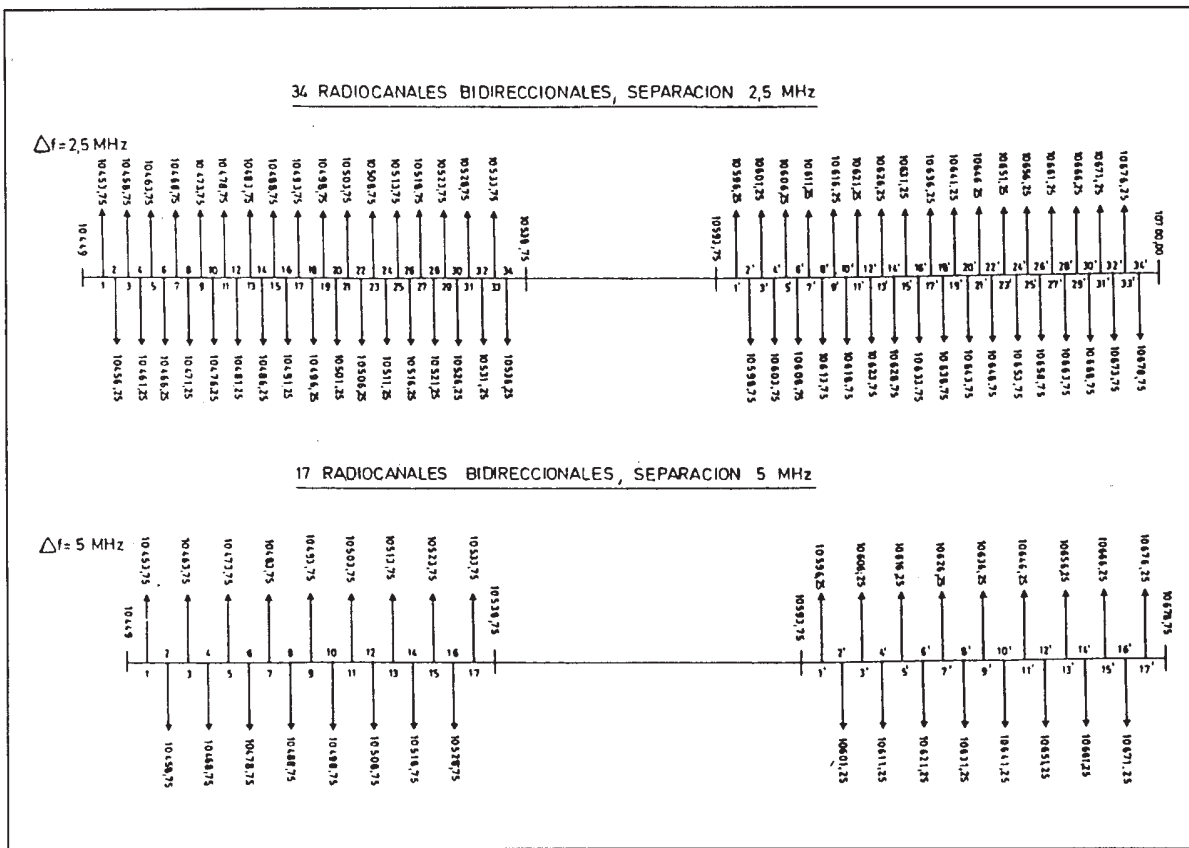 34 RADIOCANALES BIDIRECCIONALES, SEPARACION 2,5 MHz
△f=2,5 MHz
10453,75 10458,75 10463,75 10468,75 10473,75 10478,75 10483,75 10488,75 10493,75 10498,75 10503,75 10508,75 10513,75 10518,75 10523,75 10528,75 10533,75
10596,25 10601,25 10606,25 10611,25 10616,25 10621,25 10626,25 10631,25 10636,25 10641,25 10646,25 10651,25 10656,25 10661,25 10666,25 10671,25 10676,25
10449 10538,75 10593,75 10700,00
2 4 6 8 10 12 14 16 18 20 22 24 26 28 30 32 34
2' 4' 6' 8' 10' 12' 14' 16' 18' 20' 22' 24' 26' 28' 30' 32' 34'
1 3 5 7 9 11 13 15 17 19 21 23 25 27 29 31 33
1' 3' 5' 7' 9' 11' 13' 15' 17' 19' 21' 23' 25' 27' 29' 31' 33'
10456,25 10461,25 10466,25 10471,25 10476,25 10481,25 10486,25 10491,25 10496,25 10501,25 10506,25 10511,25 10516,25 10521,25 10526,25 10531,25 10536,25
10598,75 10603,75 10608,75 10613,75 10618,75 10623,75 10628,75 10633,75 10638,75 10643,75 10648,75 10653,75 10658,75 10663,75 10668,75 10673,75 10678,75
17 RADIOCANALES BIDIRECCIONALES, SEPARACION 5 MHz
△f= 5 MHz
10453,75 10463,75 10473,75 10483,75 10493,75 10503,75 10513,75 10523,75 10533,75
10596,25 10606,25 10616,25 10626,25 10636,25 10646,25 10656,25 10666,25 10676,25
10449 10538,75 10593,75 10678,75
2 4 6 8 10 12 14 16
2' 4' 6' 8' 10' 12' 14' 16'
1 3 5 7 9 11 13 15 17
1' 3' 5' 7' 9' 11' 13' 15' 17'
10458,75 10468,75 10478,75 10488,75 10498,75 10508,75 10518,75 10528,75
10601,25 10611,25 10621,25 10631,25 10641,25 10651,25 10661,25 10671,25